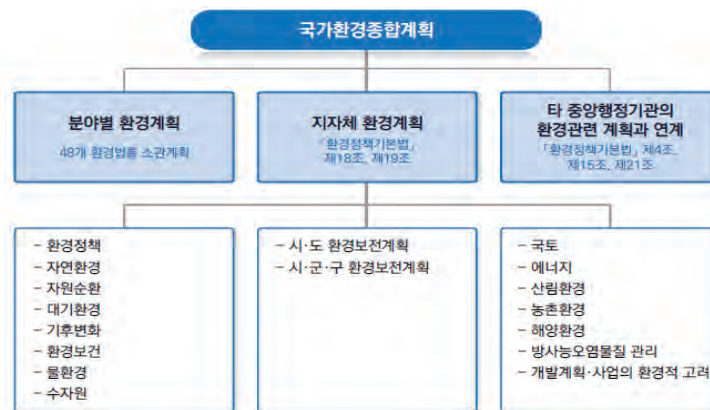 국가환경종합계획
분야별 환경계획
48개 환경법률 소관계획
지자체 환경계획
「환경정책기본법」
제18조, 제19조
타 중앙행정기관의
환경관련 계획과 연계
「환경정책기본법」 제4조,
제15조, 제21조
– 환경정책
– 자연환경
– 자원순환
– 대기환경
– 기후변화
– 환경보건
– 물환경
– 수자원
– 시·도 환경보전계획
– 시·군·구 환경보전계획
– 국토
– 에너지
– 산림환경
– 농촌환경
– 해양환경
– 방사능오염물질 관리
– 개발계획·사업의 환경적 고려